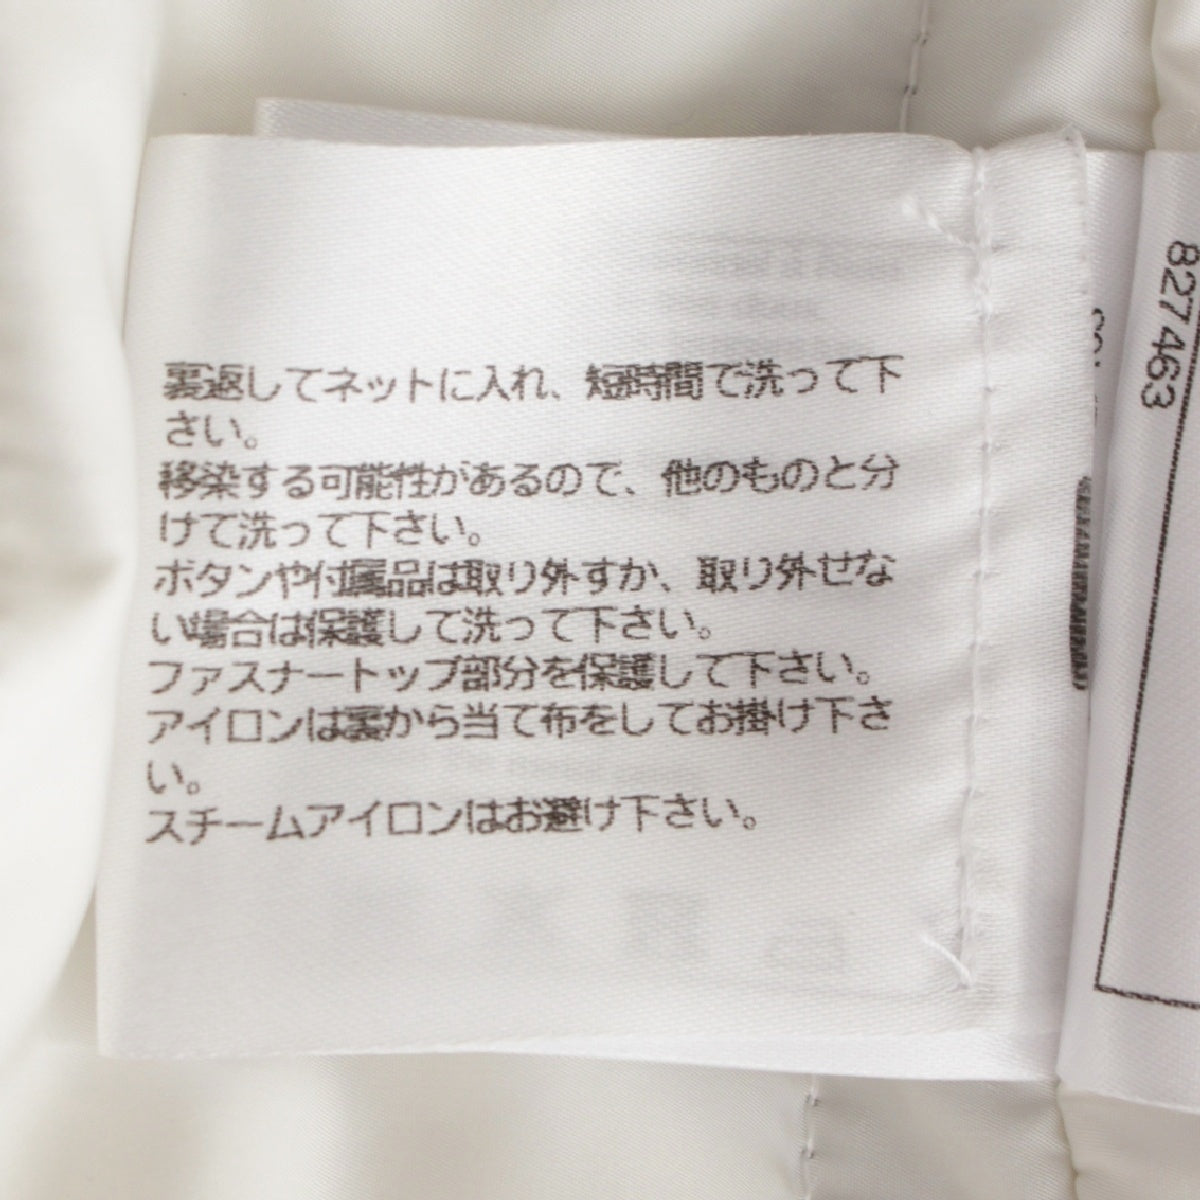 裏返してネットに入れ、短時間で洗って下
さい。
移染する可能性があるので、他のものと分
けて洗って下さい。
ボタンや付属品は取り外すか、取り外せな
い場合は保護して洗って下さい。
ファスナートップ部分を保護して下さい。
アイロンは裏から当て布をしてお掛け下さ
い。
スチームアイロンはお避け下さい。
827463